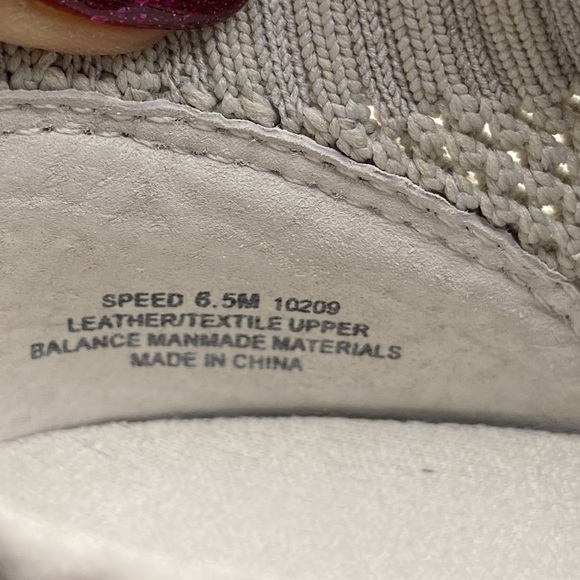 SPEED 6.5M 10209
LEATHER/TEXTILE UPPER
BALANCE MANMADE MATERIALS
MADE IN CHINA